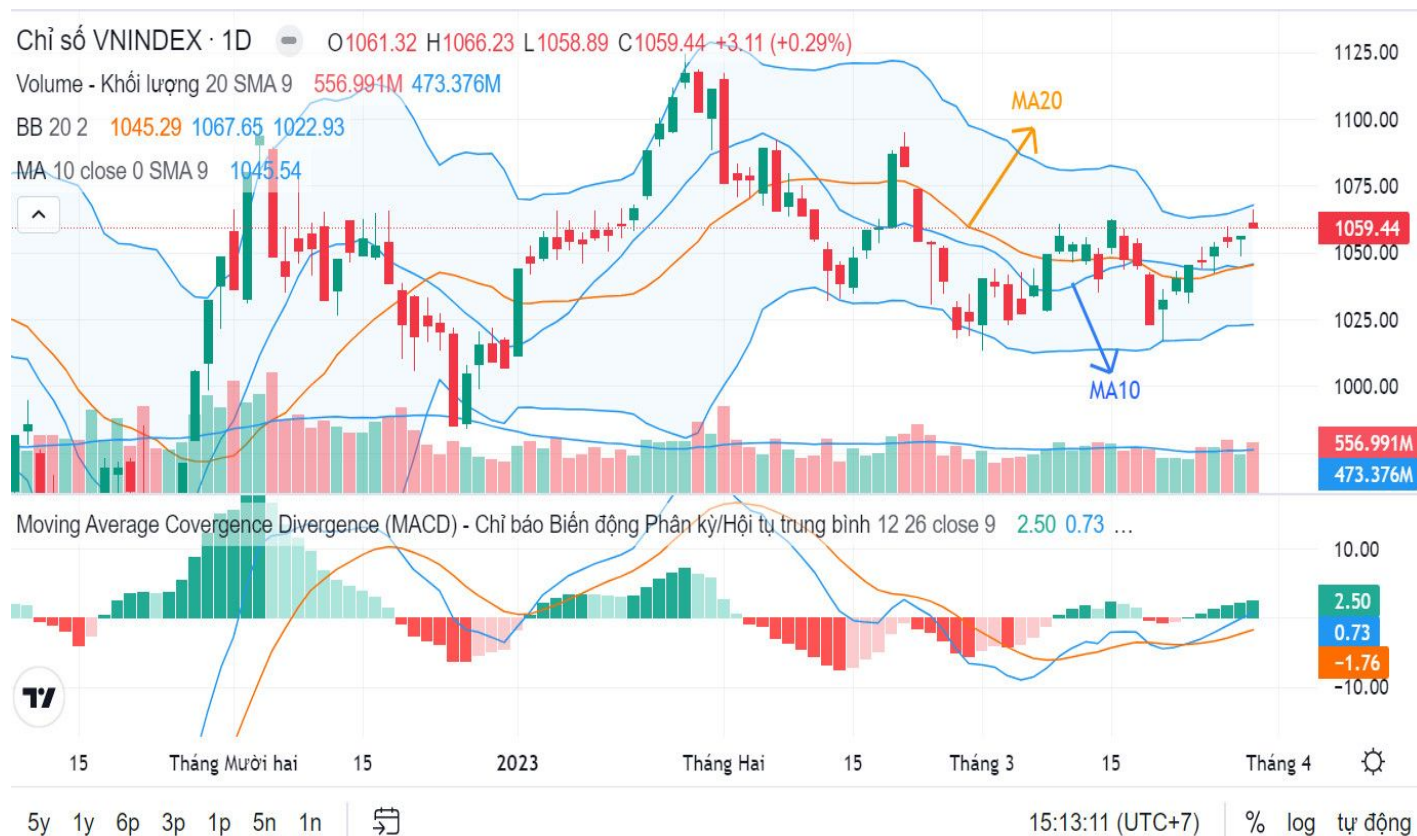 Chỉ số VNINDEX · 1D O1061.32 H1066.23 L1058.89 C1059.44 +3.11 (+0.29%)
Volume - Khối lượng 20 SMA 9 556.991M 473.376M
BB 20 2 1045.29 1067.65 1022.93
MA 10 close 0 SMA 9 1045.54
MA20
MA10
1125.00
1100.00
1075.00
1059.44
1050.00
1025.00
1000.00
556.991M
473.376M
Moving Average Covergence Divergence (MACD) - Chỉ báo Biến động Phân kỳ/Hội tụ trung bình 12 26 close 9 2.50 0.73 …
10.00
2.50
0.73
−1.76
−10.00
15 Tháng Mười hai 15 2023 Tháng Hai 15 Tháng 3 15 Tháng 4
5y 1y 6p 3p 1p 5n 1n 15:13:11 (UTC+7) % log tự động